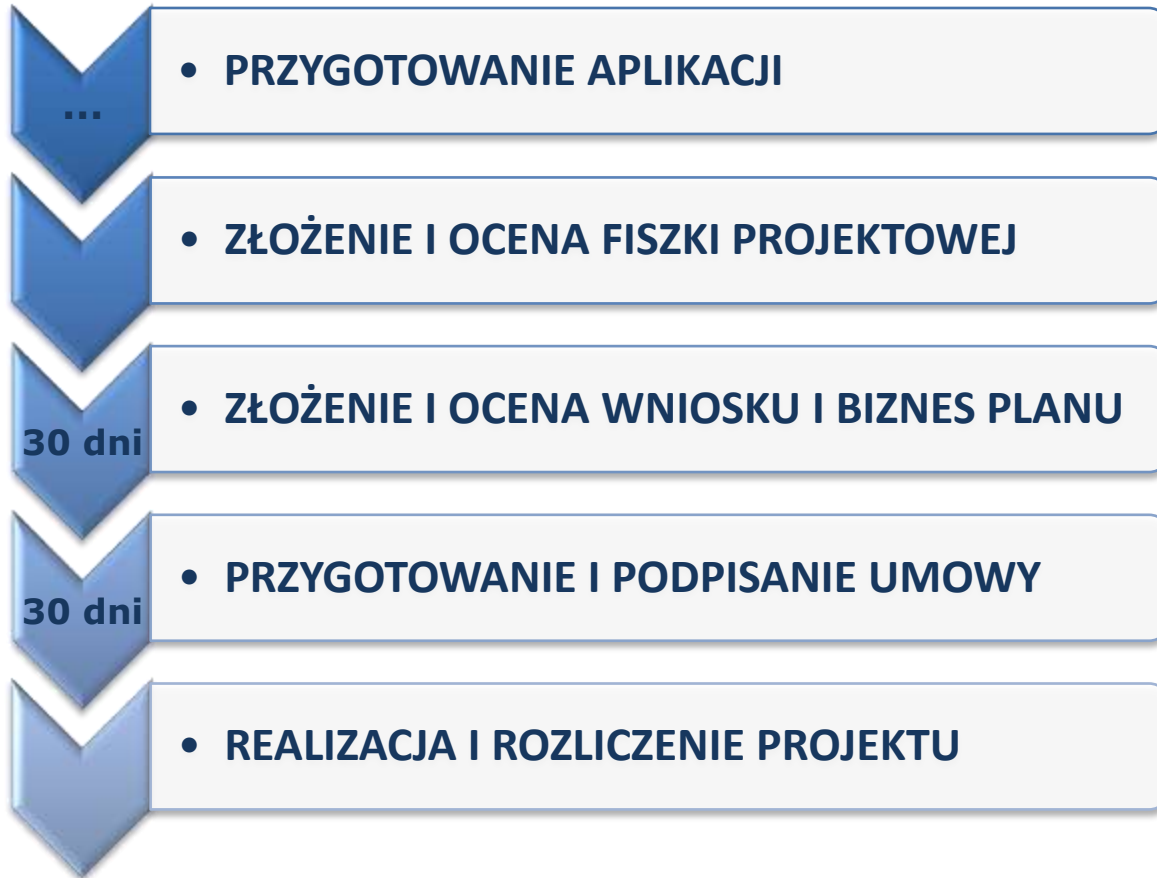 ...
• PRZYGOTOWANIE APLIKACJI
• ZŁOŻENIE I OCENA FISZKI PROJEKTOWEJ
30 dni
• ZŁOŻENIE I OCENA WNIOSKU I BIZNES PLANU
30 dni
• PRZYGOTOWANIE I PODPISANIE UMOWY
• REALIZACJA I ROZLICZENIE PROJEKTU